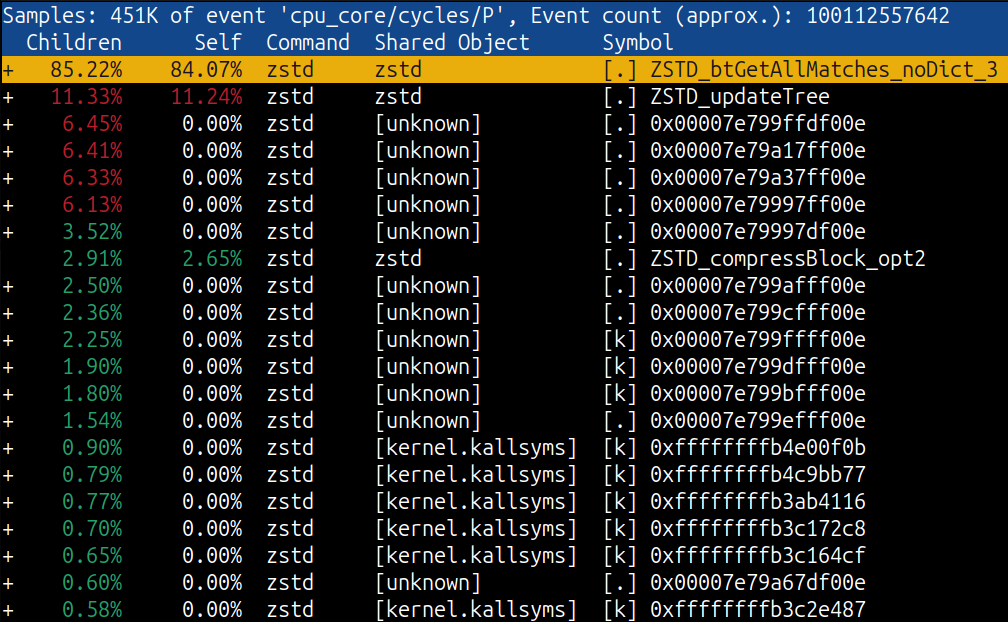 Samples: 451K of event 'cpu_core/cycles/P', Event count (approx.): 100112557642
Children Self Command Shared Object Symbol
+ 85.22% 84.07% zstd zstd [.] ZSTD_btGetAllMatches_noDict_3
+ 11.33% 11.24% zstd zstd [.] ZSTD_updateTree
+ 6.45% 0.00% zstd [unknown] [.] 0x00007e799ffdf00e
+ 6.41% 0.00% zstd [unknown] [.] 0x00007e79a17ff00e
+ 6.33% 0.00% zstd [unknown] [.] 0x00007e79a37ff00e
+ 6.13% 0.00% zstd [unknown] [.] 0x00007e79997ff00e
+ 3.52% 0.00% zstd [unknown] [.] 0x00007e79997df00e
2.91% 2.65% zstd zstd [.] ZSTD_compressBlock_opt2
+ 2.50% 0.00% zstd [unknown] [.] 0x00007e799afff00e
+ 2.36% 0.00% zstd [unknown] [.] 0x00007e799cfff00e
+ 2.25% 0.00% zstd [unknown] [k] 0x00007e799ffff00e
+ 1.90% 0.00% zstd [unknown] [k] 0x00007e799dfff00e
+ 1.80% 0.00% zstd [unknown] [k] 0x00007e799bfff00e
+ 1.54% 0.00% zstd [unknown] [.] 0x00007e799efff00e
+ 0.90% 0.00% zstd [kernel.kallsyms] [k] 0xffffffffb4e00f0b
+ 0.79% 0.00% zstd [kernel.kallsyms] [k] 0xffffffffb4c9bb77
+ 0.77% 0.00% zstd [kernel.kallsyms] [k] 0xffffffffb3ab4116
+ 0.70% 0.00% zstd [kernel.kallsyms] [k] 0xffffffffb3c172c8
+ 0.65% 0.00% zstd [kernel.kallsyms] [k] 0xffffffffb3c164cf
+ 0.60% 0.00% zstd [unknown] [.] 0x00007e79a67df00e
+ 0.58% 0.00% zstd [kernel.kallsyms] [k] 0xffffffffb3c2e487